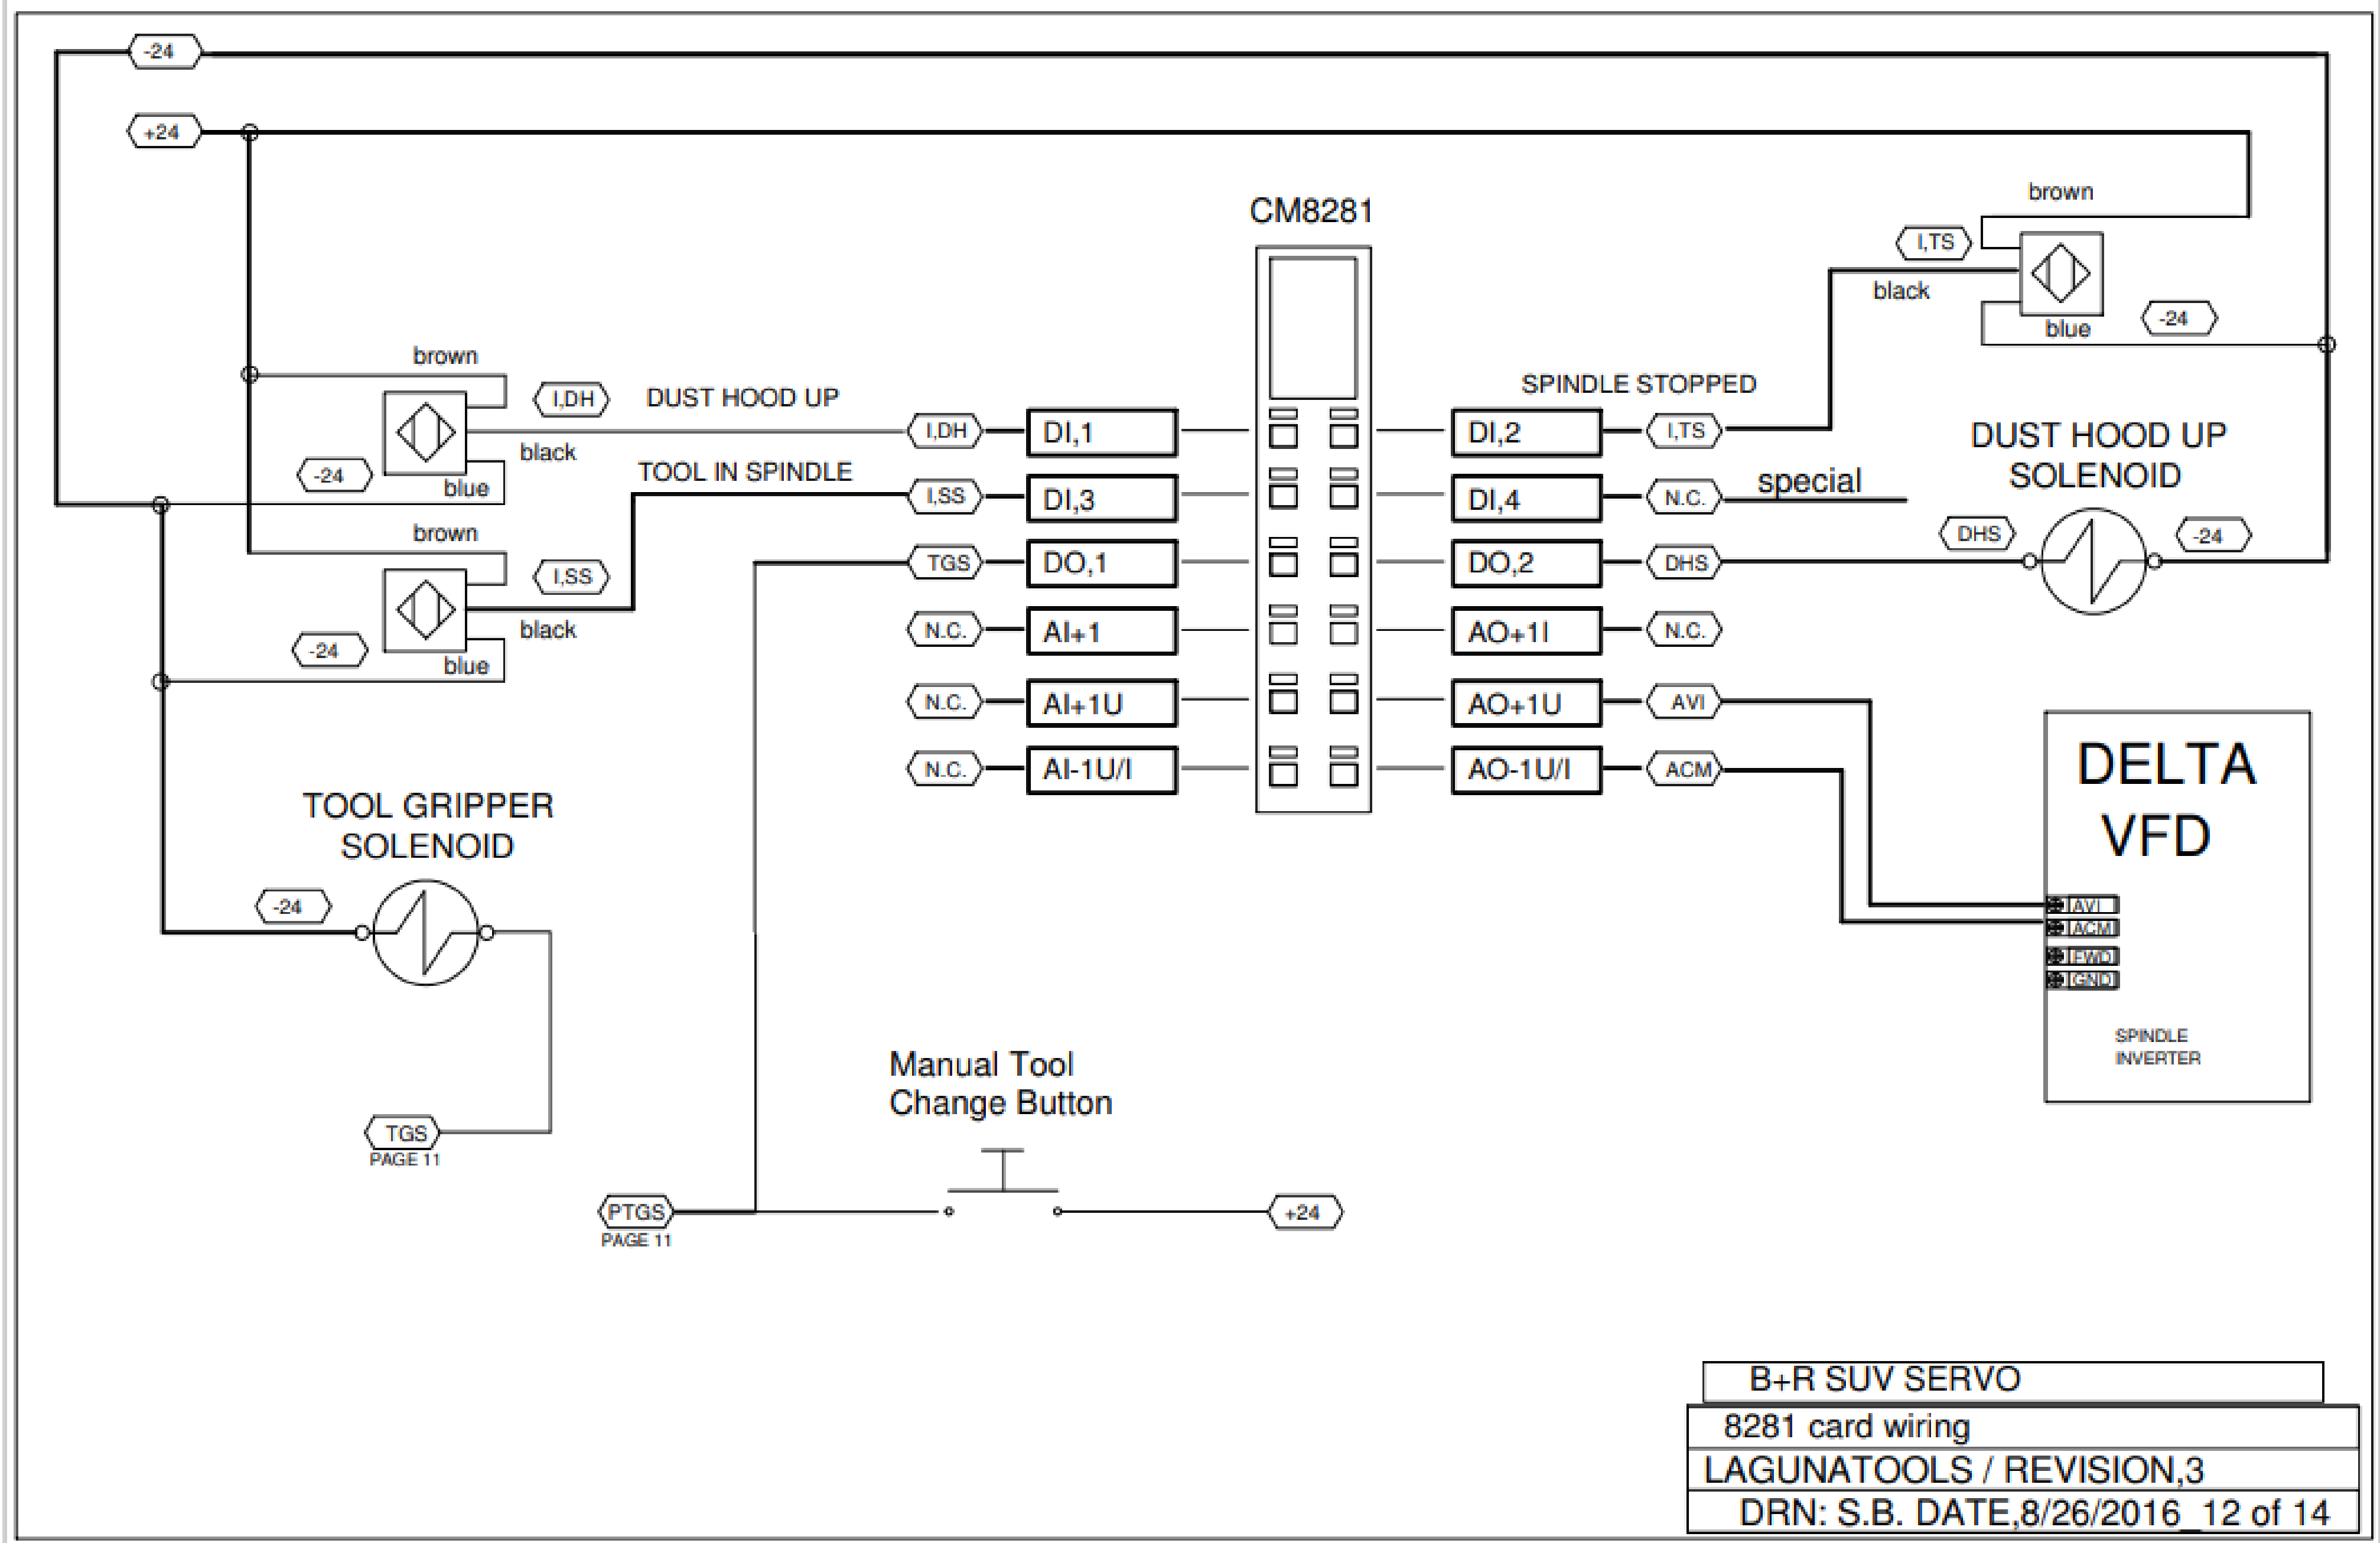 -24
+24
CM8281
brown
I,TS
black
blue
-24
brown
I,DH
DUST HOOD UP
black
-24
blue
I,DH
DI,1
SPINDLE STOPPED
DI,2
I,TS
TOOL IN SPINDLE
I,SS
DI,3
DI,4
N.C.
special
DUST HOOD UP
SOLENOID
DHS
-24
brown
I,SS
black
-24
blue
TGS
DO,1
DO,2
DHS
N.C.
AI+1
AO+1I
N.C.
N.C.
AI+1U
AO+1U
AVI
N.C.
AI-1U/I
AO-1U/I
ACM
DELTA
VFD
AVI
ACM
FWD
GND
SPINDLE
INVERTER
TOOL GRIPPER
SOLENOID
-24
TGS
PAGE 11
Manual Tool
Change Button
PTGS
PAGE 11
+24
B+R SUV SERVO
8281 card wiring
LAGUNATOOLS / REVISION,3
DRN: S.B. DATE,8/26/2016_12 of 14